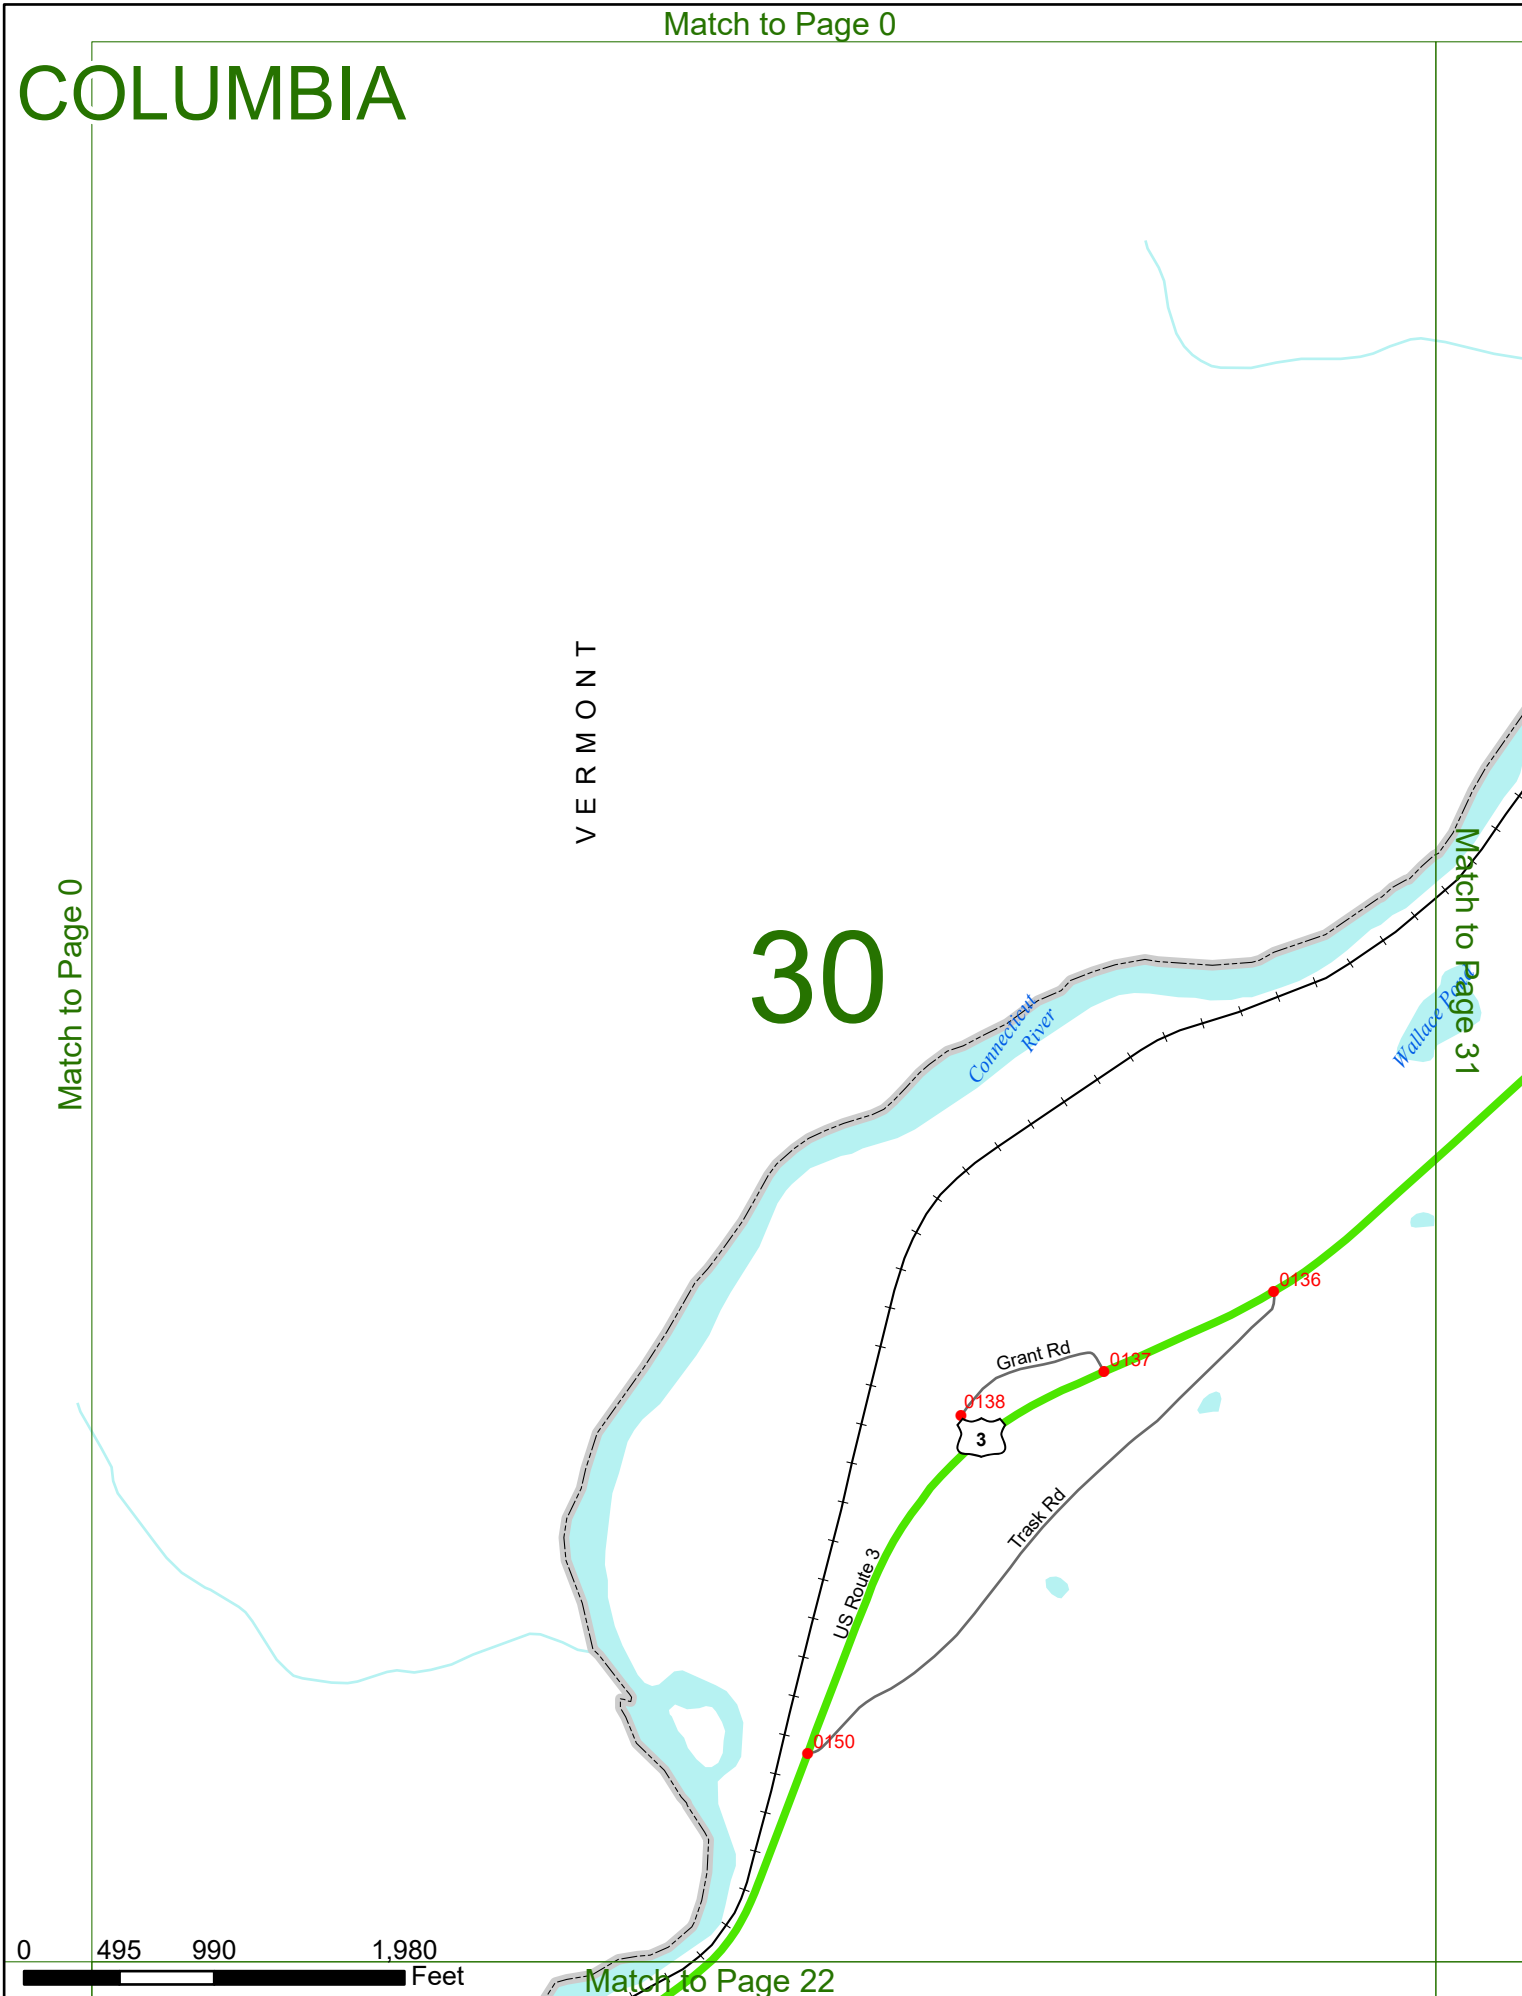 Match to Page 0
COLUMBIA
VERMONT
Match to Page 0
30
Match to Page 31
Connecticut
River
Wallace Pond
0136
Grant Rd
0137
0138
3
Trask Rd
US Route 3
0150
0 495 990 1,980
Feet
Match to Page 22